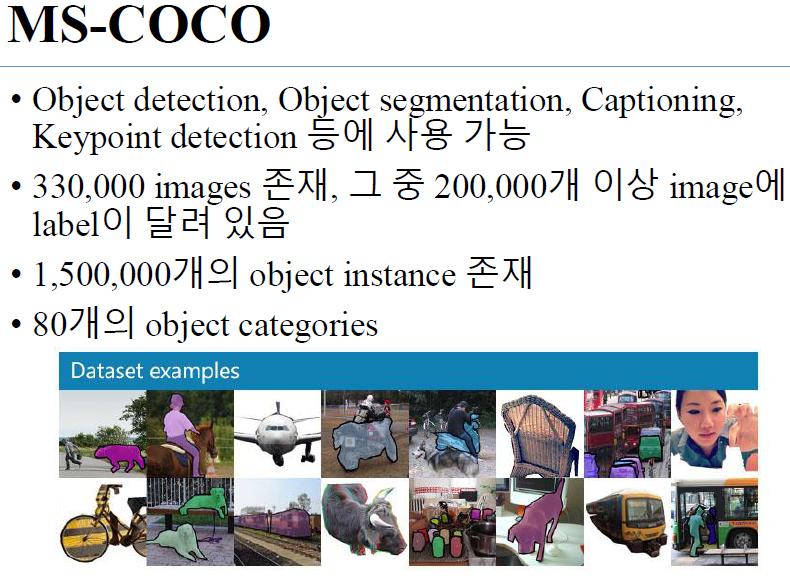 MS-COCO
• Object detection, Object segmentation, Captioning,
Keypoint detection 등에 사용 가능
• 330,000 images 존재, 그 중 200,000개 이상 image에
label이 달려 있음
• 1,500,000개의 object instance 존재
• 80개의 object categories
Dataset examples